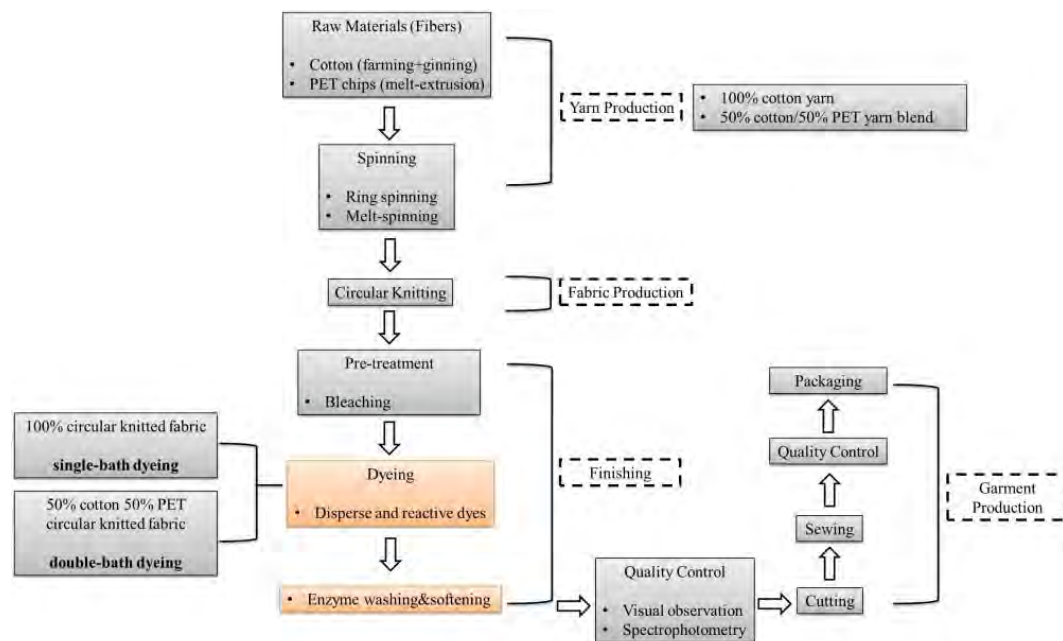 Raw Materials (Fibers)
• Cotton (farming+ginning)
• PET chips (melt-extrusion)
Yarn Production
• 100% cotton yarn
• 50% cotton/50% PET yarn blend
Spinning
• Ring spinning
• Melt-spinning
Circular Knitting
Fabric Production
Pre-treatment
• Bleaching
100% circular knitted fabric
single-bath dyeing
50% cotton 50% PET
circular knitted fabric
double-bath dyeing
Dyeing
• Disperse and reactive dyes
Finishing
• Enzyme washing&softening
Quality Control
• Visual observation
• Spectrophotometry
Packaging
Quality Control
Sewing
Cutting
Garment
Production